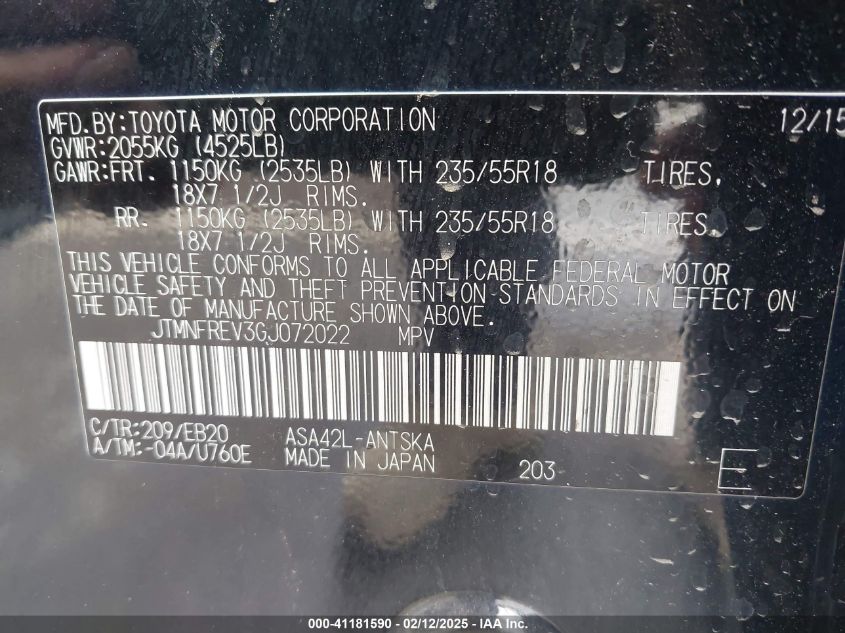 MFD.BY:TOYOTA MOTOR CORPORATION 12/15
GVWR:2055KG (4525LB)
GAWR:FRT. 1150KG (2535LB) WITH 235/55R18 TIRES,
18X7 1/2J RIMS.
RR. 1150KG (2535LB) WITH 235/55R18 TIRES,
18X7 1/2J RIMS.
THIS VEHICLE CONFORMS TO ALL APPLICABLE FEDERAL MOTOR
VEHICLE SAFETY AND THEFT PREVENTION STANDARDS IN EFFECT ON
THE DATE OF MANUFACTURE SHOWN ABOVE.
JTMNFREV3GJ072022 MPV
C/TR:209/EB20 ASA42L-ANTSKA
A/TM:-04A/U760E MADE IN JAPAN 203 E
000-41181590 — 02/12/2025 — IAA Inc.